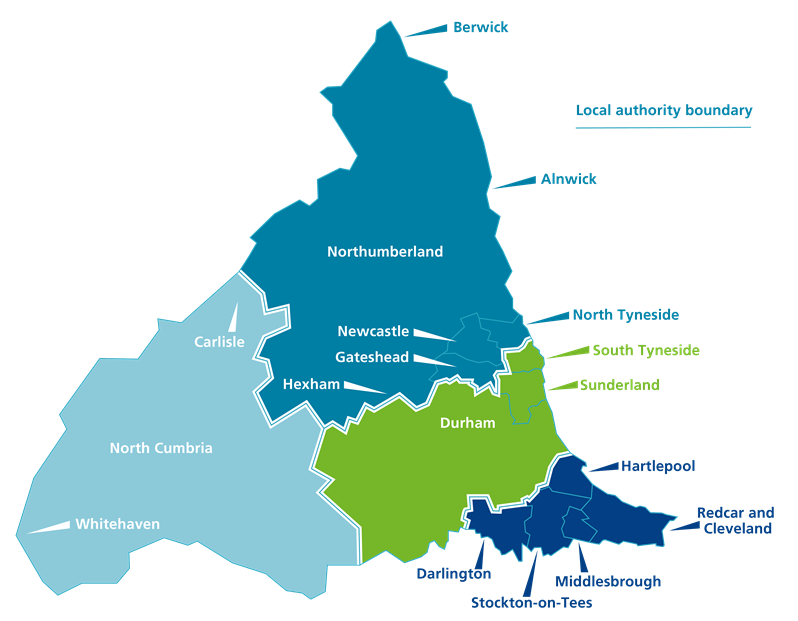 Berwick
Local authority boundary
Alnwick
Northumberland
North Tyneside
Newcastle
Carlisle
South Tyneside
Gateshead
Hexham
Sunderland
Durham
North Cumbria
Hartlepool
Redcar and
Cleveland
Whitehaven
Darlington
Middlesbrough
Stockton-on-Tees